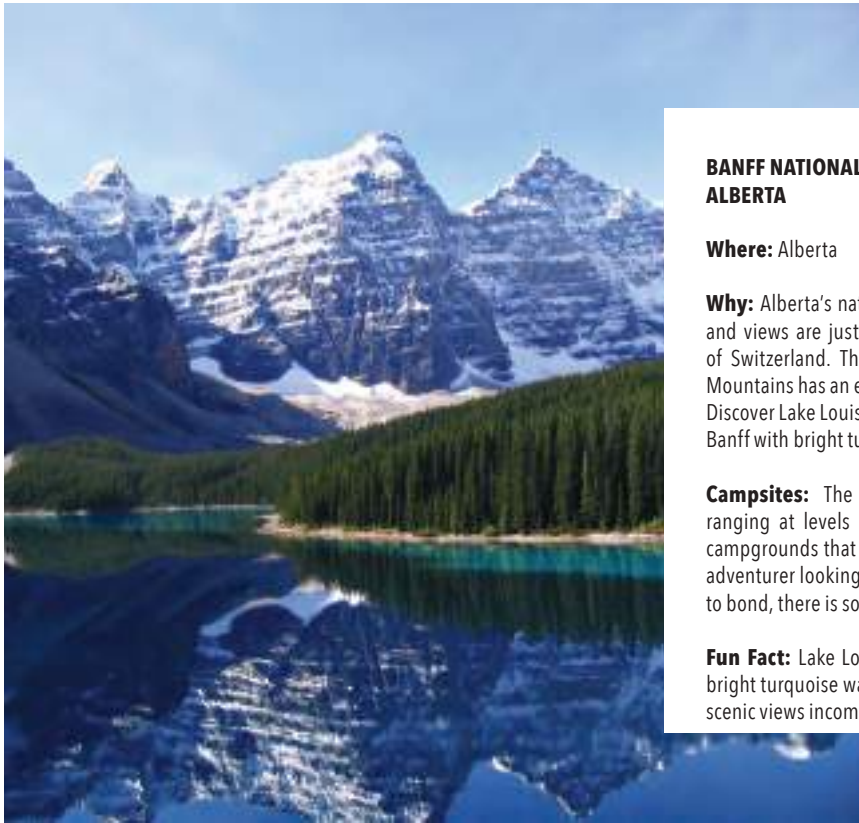 BANFF NATIONAL
ALBERTA
Where: Alberta
Why: Alberta's nat
and views are just
of Switzerland. Th
Mountains has an e
Discover Lake Louis
Banff with bright tu
Campsites: The
ranging at levels
campgrounds that
adventurer looking
to bond, there is so
Fun Fact: Lake Lo
bright turquoise wa
scenic views incom